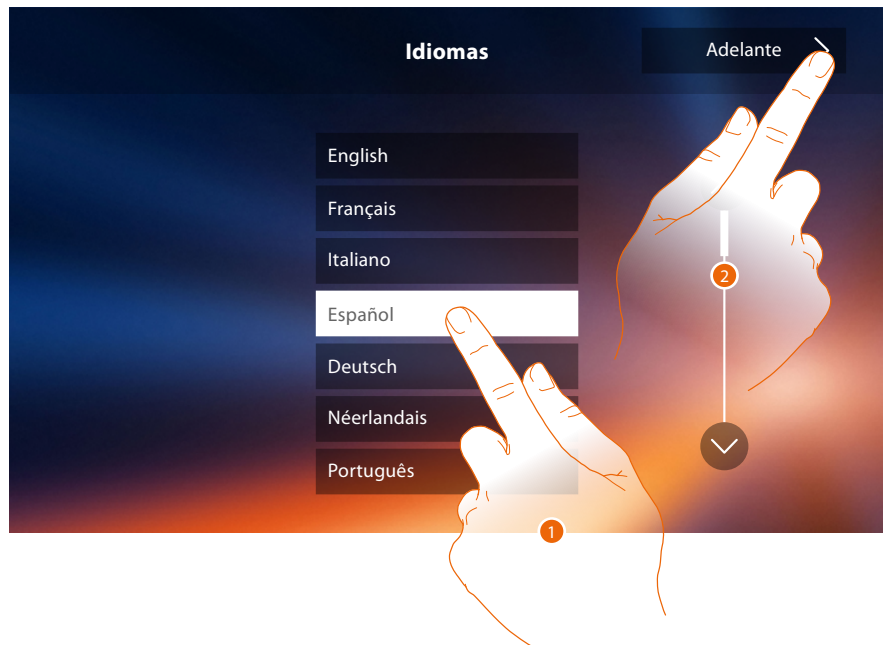 Idiomas
Adelante
English
Français
Italiano
Español
Deutsch
Néerlandais
Português
2
1